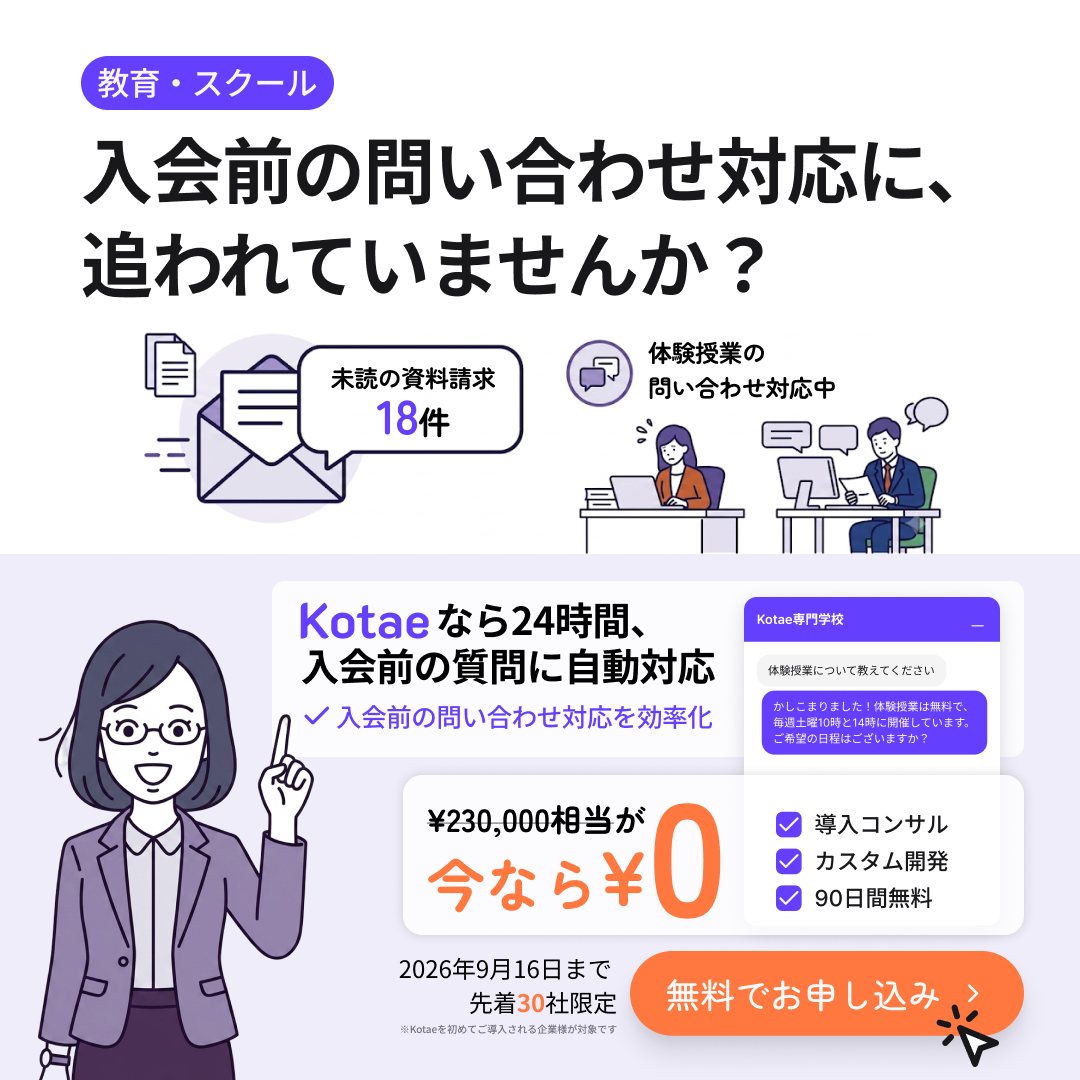 教育・スクール
入会前の問い合わせ対応に、
追われていませんか？
未読の資料請求
18件
体験授業の
問い合わせ対応中
Kotaeなら24時間、
入会前の質問に自動対応
入会前の問い合わせ対応を効率化
Kotae専門学校
体験授業について教えてください
かしこまりました！体験授業は無料で、
毎週土曜10時と14時に開催しています。
ご希望の日程はございますか？
¥230,000相当が
今なら¥0
導入コンサル
カスタム開発
90日間無料
2026年9月16日まで
先着30社限定
※Kotaeを初めてご導入される企業様が対象です
無料でお申し込み